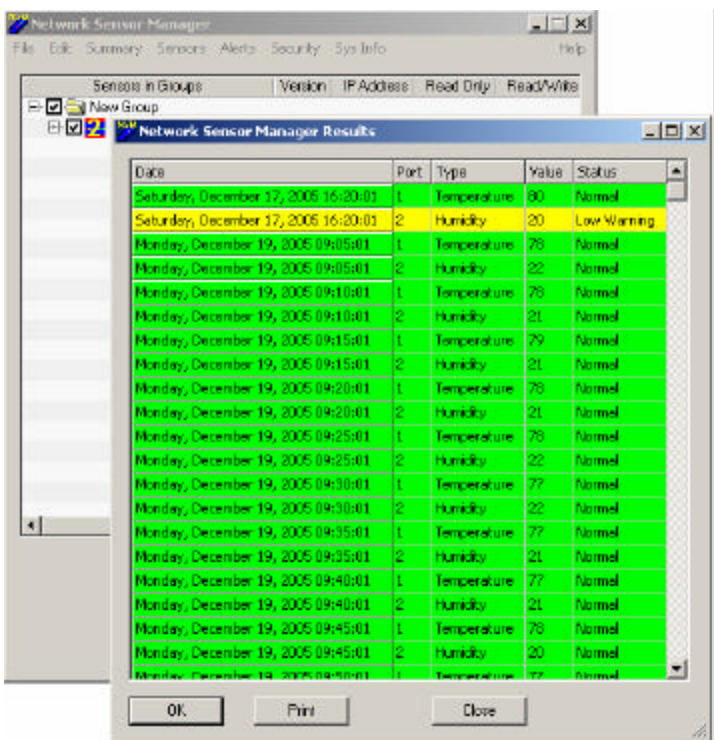 Network Sensor Manager
File Edit Summary Sensors Alerts Security Sys Info Help
Sensors in Groups Version IP Address Read Only Read/Write
New Group
2
Network Sensor Manager Results
Date Port Type Value Status
Saturday, December 17, 2005 16:20:01 1 Temperature 80 Normal
Saturday, December 17, 2005 16:20:01 2 Humidity 20 Low Warning
Monday, December 19, 2005 09:05:01 1 Temperature 78 Normal
Monday, December 19, 2005 09:05:01 2 Humidity 22 Normal
Monday, December 19, 2005 09:10:01 1 Temperature 78 Normal
Monday, December 19, 2005 09:10:01 2 Humidity 21 Normal
Monday, December 19, 2005 09:15:01 1 Temperature 79 Normal
Monday, December 19, 2005 09:15:01 2 Humidity 21 Normal
Monday, December 19, 2005 09:20:01 1 Temperature 78 Normal
Monday, December 19, 2005 09:20:01 2 Humidity 21 Normal
Monday, December 19, 2005 09:25:01 1 Temperature 78 Normal
Monday, December 19, 2005 09:25:01 2 Humidity 22 Normal
Monday, December 19, 2005 09:30:01 1 Temperature 77 Normal
Monday, December 19, 2005 09:30:01 2 Humidity 22 Normal
Monday, December 19, 2005 09:35:01 1 Temperature 77 Normal
Monday, December 19, 2005 09:35:01 2 Humidity 21 Normal
Monday, December 19, 2005 09:40:01 1 Temperature 77 Normal
Monday, December 19, 2005 09:40:01 2 Humidity 21 Normal
Monday, December 19, 2005 09:45:01 1 Temperature 78 Normal
Monday, December 19, 2005 09:45:01 2 Humidity 20 Normal
Monday, December 19, 2005 09:50:01 1 Temperature 77 Normal
OK Print Close